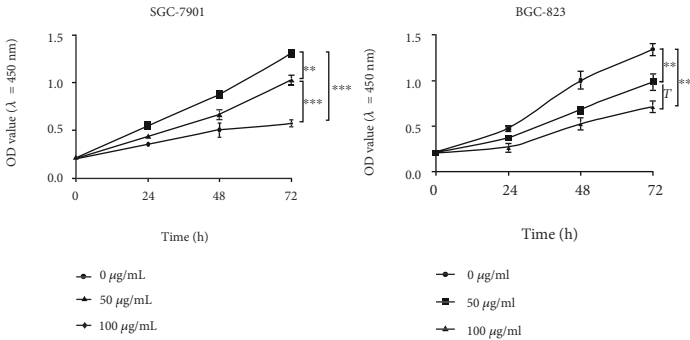 SGC-7901
OD value (λ = 450 nm)
1.5
1.0
0.5
0.0
0
24
48
72
**
***
***
Time (h)
0 μg/mL
50 μg/mL
100 μg/mL
BGC-823
OD value (λ = 450 nm)
1.5
1.0
0.5
0.0
0
24
48
72
**
T
**
Time (h)
0 μg/ml
50 μg/ml
100 μg/ml